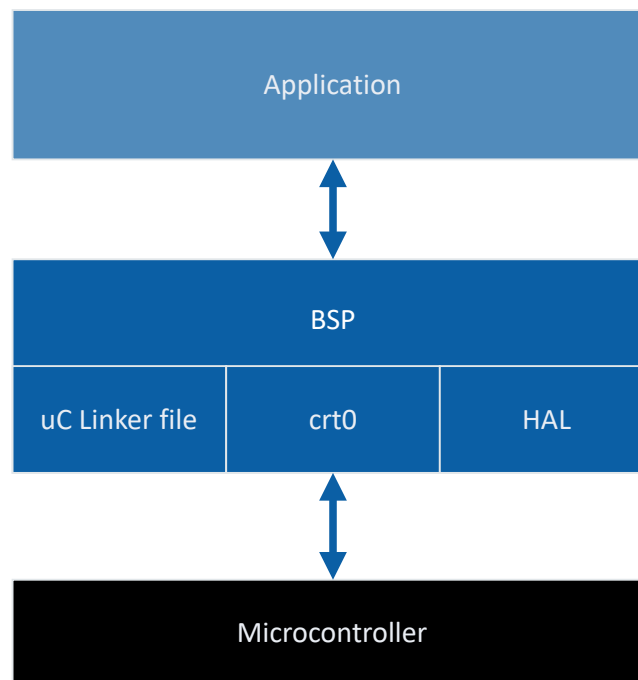 Application
BSP
uC Linker file
crt0
HAL
Microcontroller